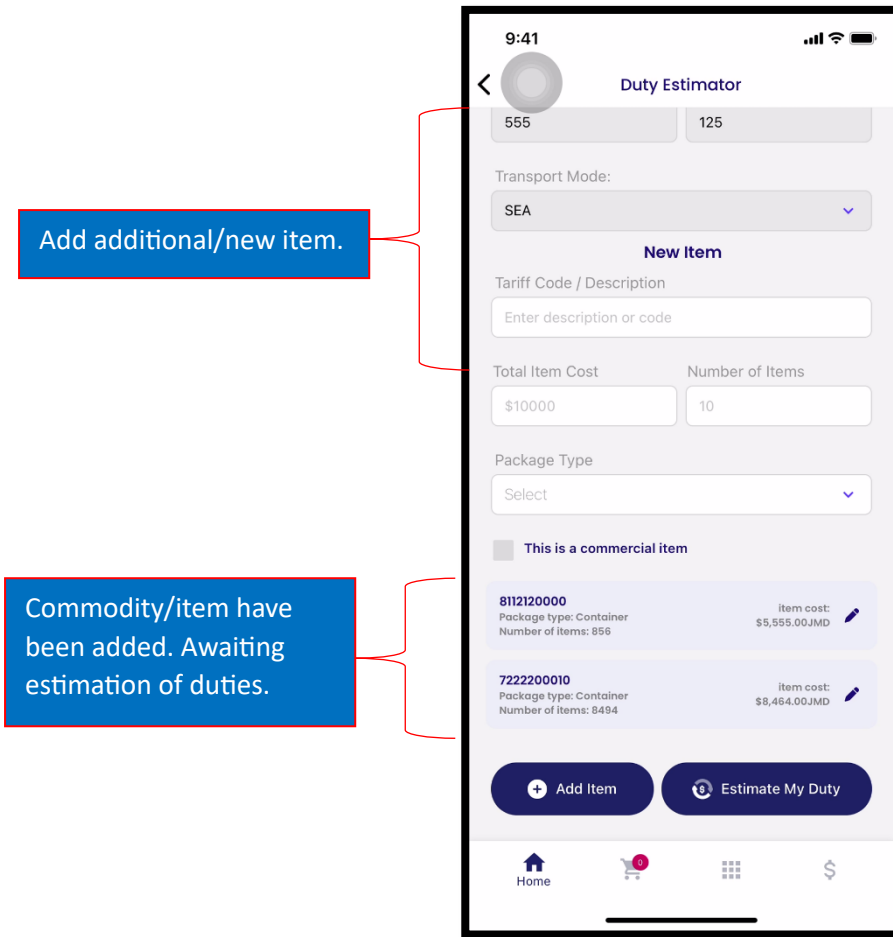 9:41
Duty Estimator
555 125
Transport Mode:
SEA
Add additional/new item.
New Item
Tariff Code / Description
Enter description or code
Total Item Cost Number of Items
$10000 10
Package Type
Select
This is a commercial item
Commodity/item have
been added. Awaiting
estimation of duties.
8112120000
Package type: Container
Number of items: 856
item cost:
$5,555.00JMD
7222200010
Package type: Container
Number of items: 8494
item cost:
$8,464.00JMD
Add Item Estimate My Duty
0
Home